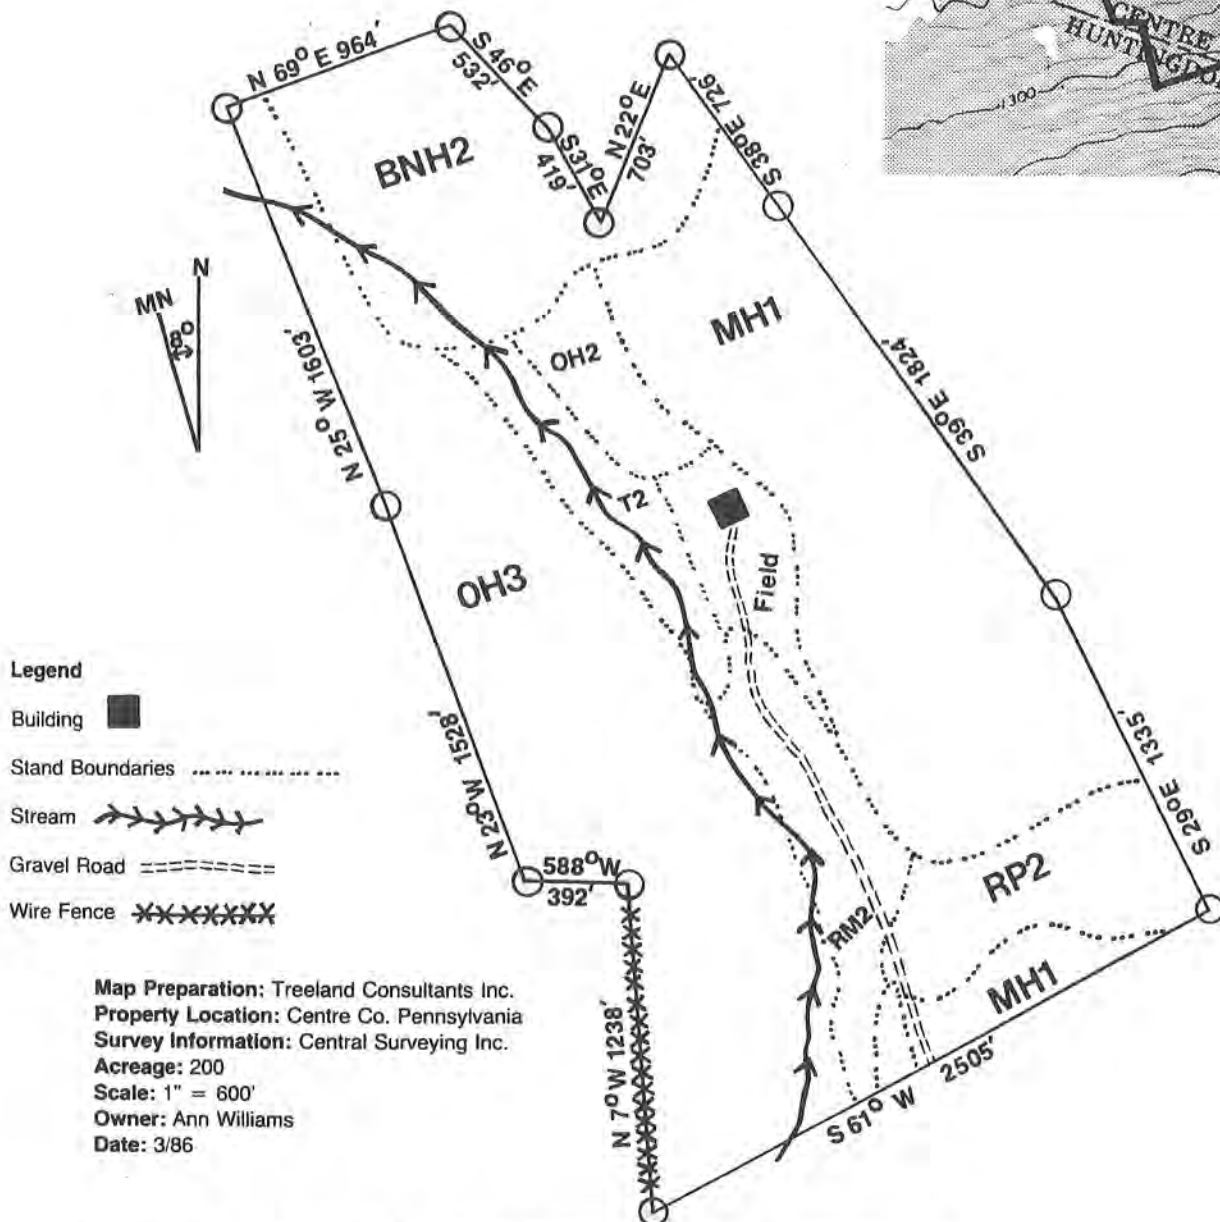 CENTRE
HUNTINGDO
1300
N 69° E 964'
S 46° E
532'
S 31° E
419'
N 22° E
703'
S 38° E 726'
BNH2
MH1
N
MN
8°
OH2
N 25° W 1603'
S 39° E 1824'
T2
Field
OH3
Legend
Building
Stand Boundaries
Stream
Gravel Road
Wire Fence
N 23° W 1528'
S 29° E 1335'
588° W
392'
RP2
RM2
MH1
N 7° W 1238'
2505'
S 61° W
Map Preparation: Treeland Consultants Inc.
Property Location: Centre Co. Pennsylvania
Survey Information: Central Surveying Inc.
Acreage: 200
Scale: 1" = 600'
Owner: Ann Williams
Date: 3/86